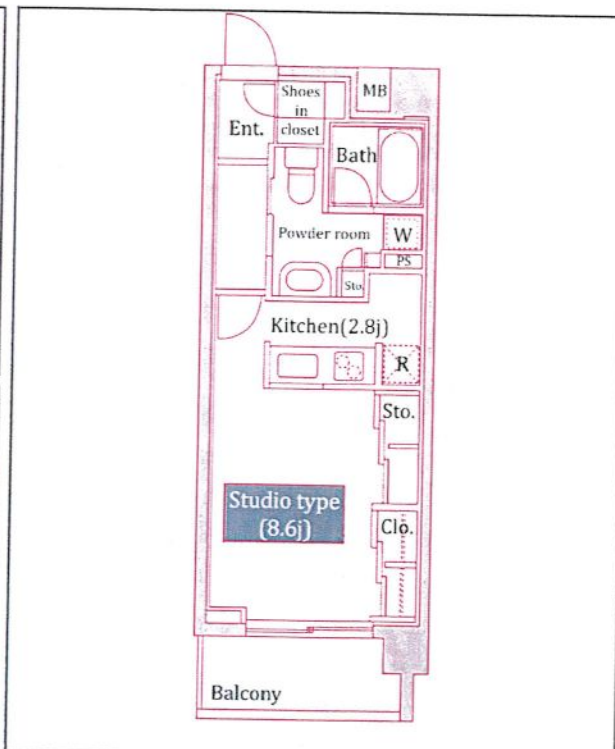 MB
Shoes
in
closet
Ent.
Bath
Powder room
W
PS
Sto.
Kitchen(2.8j)
R
Sto.
Studio type
(8.6j)
Clo.
Balcony